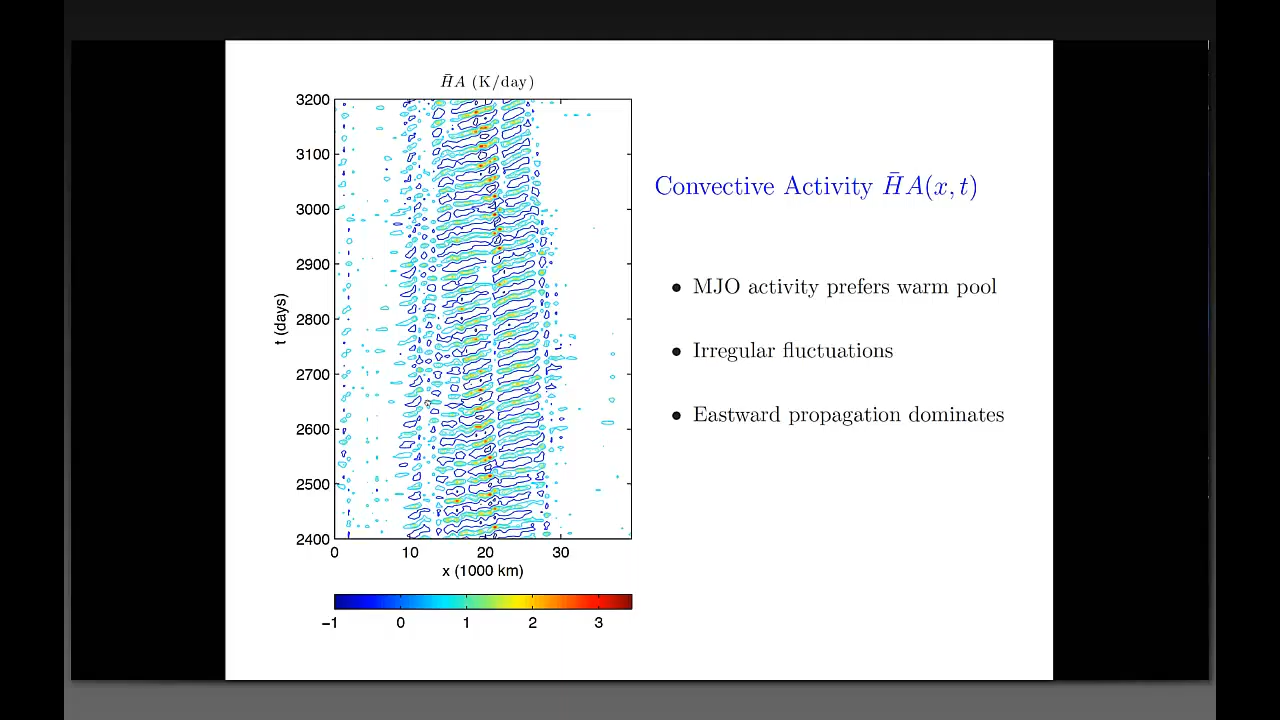 H̄A (K/day)
3200
3100
3000
2900
2800
2700
2600
2500
2400
t (days)
0 10 20 30
x (1000 km)
−1 0 1 2 3
Convective Activity H̄A(x, t)
• MJO activity prefers warm pool
• Irregular fluctuations
• Eastward propagation dominates